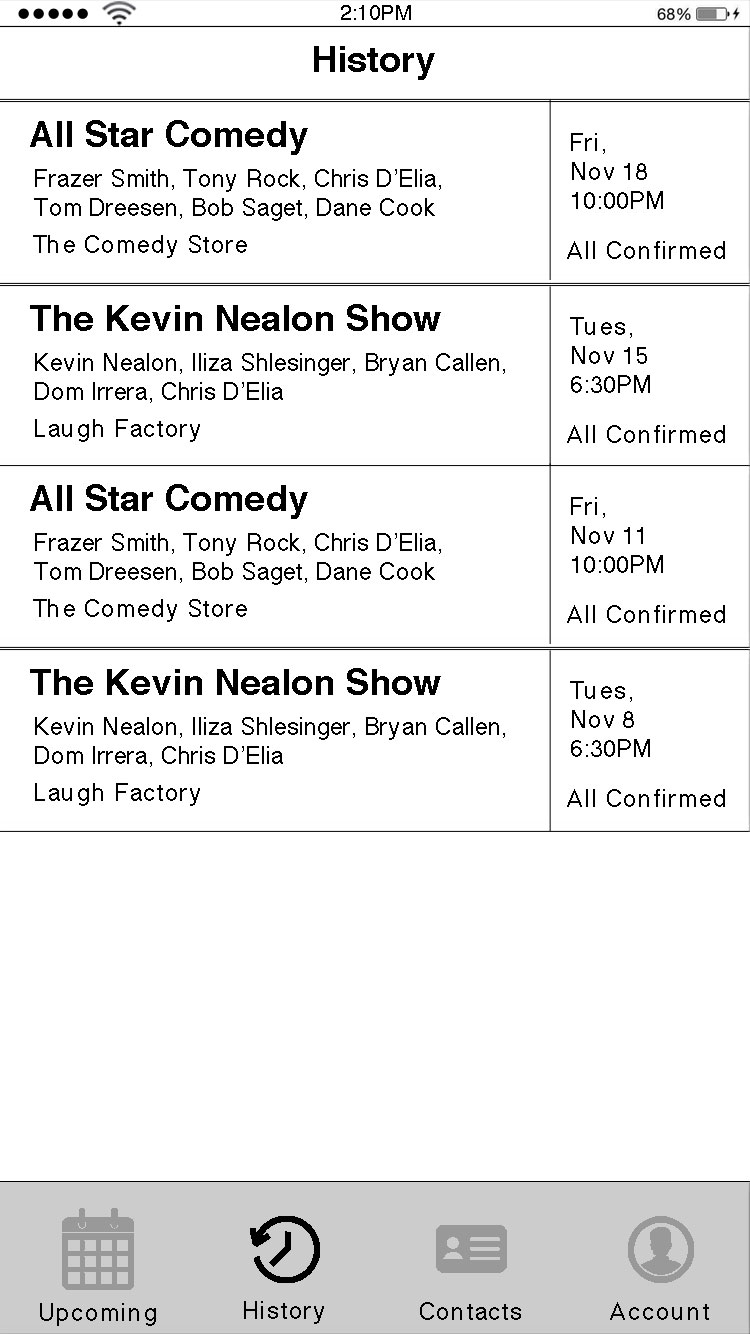 2:10PM
68%
History
All Star Comedy
Frazer Smith, Tony Rock, Chris D'Elia,
Tom Dreesen, Bob Saget, Dane Cook
The Comedy Store
Fri,
Nov 18
10:00PM
All Confirmed
The Kevin Nealon Show
Kevin Nealon, Iliza Shlesinger, Bryan Callen,
Dom Irrera, Chris D'Elia
Laugh Factory
Tues,
Nov 15
6:30PM
All Confirmed
All Star Comedy
Frazer Smith, Tony Rock, Chris D'Elia,
Tom Dreesen, Bob Saget, Dane Cook
The Comedy Store
Fri,
Nov 11
10:00PM
All Confirmed
The Kevin Nealon Show
Kevin Nealon, Iliza Shlesinger, Bryan Callen,
Dom Irrera, Chris D'Elia
Laugh Factory
Tues,
Nov 8
6:30PM
All Confirmed
Upcoming
History
Contacts
Account